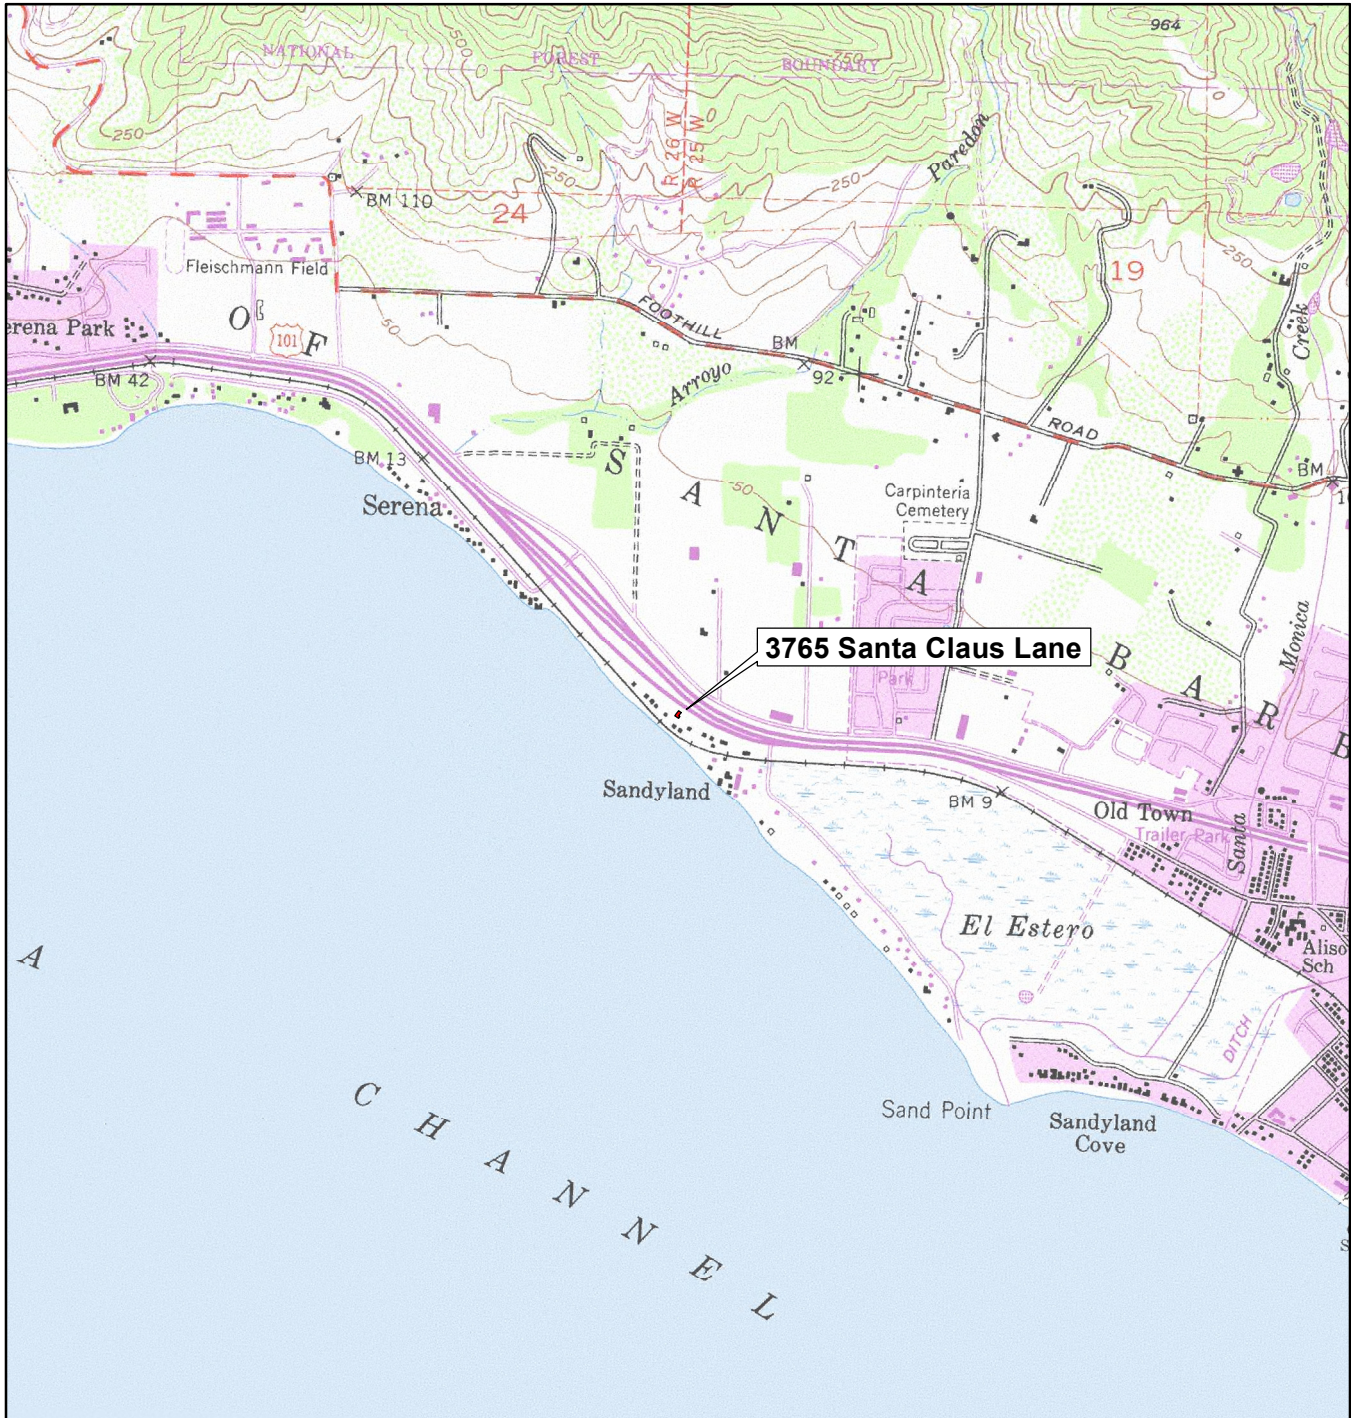 964
NATIONAL FOREST BOUNDARY
500
750
250
Paredon
R 26 W
R 25 W
250
250
BM 110
24
250
19
Fleischmann Field
Creek
O F
50
FOOTHILL
BM
92
erena Park
101
BM 42
Arroyo
ROAD
BM 13
S A N T A
50
BM
Carpinteria
Cemetery
Serena
3765 Santa Claus Lane
Park
B A R B
Monica
Sandyland
BM 9
Old Town
Trailer Park
Santa
El Estero
Aliso
Sch
A
DITCH
Sand Point
Sandyland
Cove
C H A N N E L
S